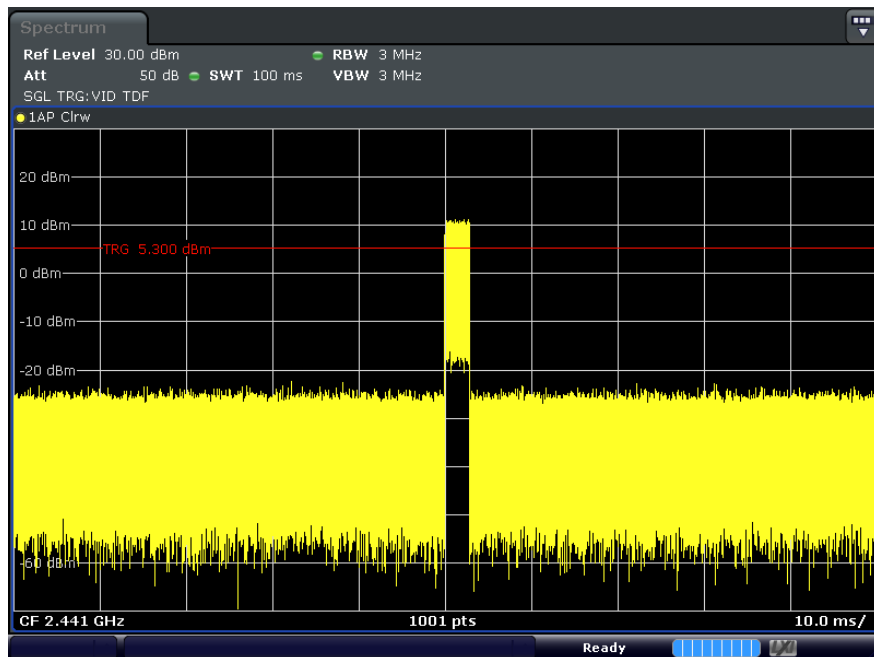 Spectrum
Ref Level 30.00 dBm RBW 3 MHz
Att 50 dB SWT 100 ms VBW 3 MHz
SGL TRG:VID TDF
1AP Clrw
20 dBm
10 dBm
TRG 5.300 dBm
0 dBm
-10 dBm
-20 dBm
-60 dBm
CF 2.441 GHz 1001 pts 10.0 ms/
Ready LXI